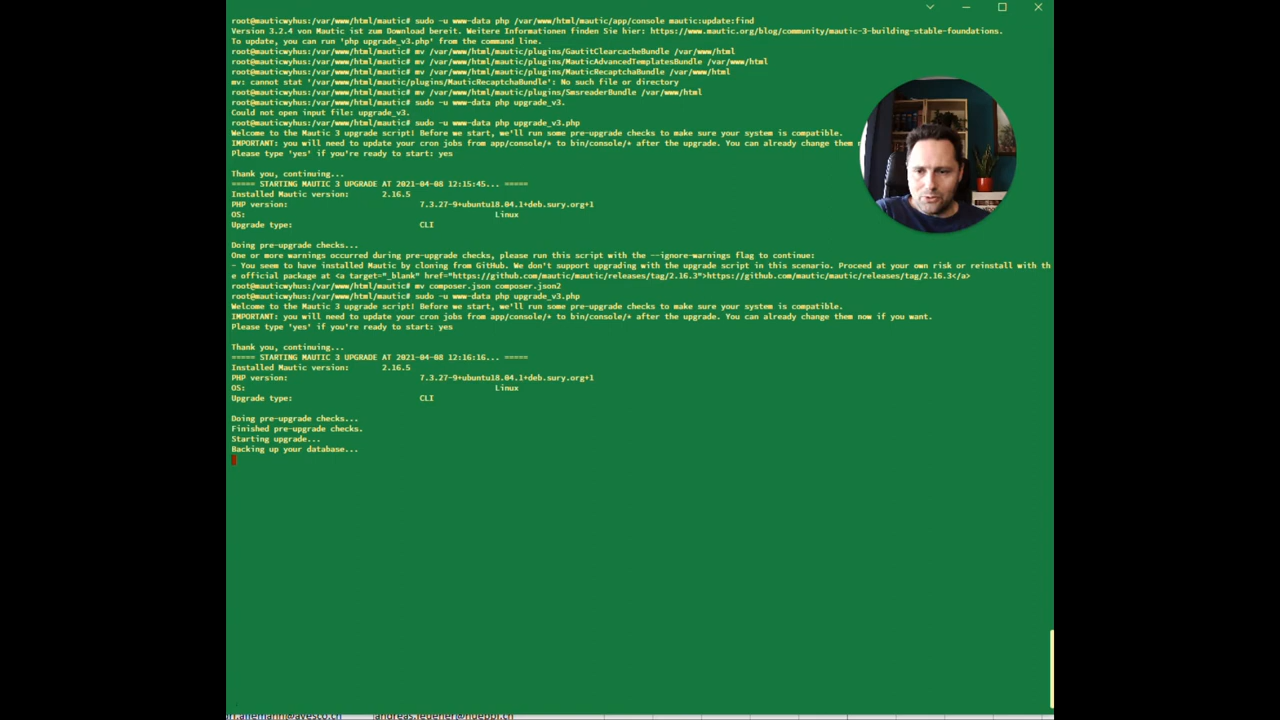 root@mauticwyhus:/var/www/html/mautic# sudo -u www-data php /var/www/html/mautic/app/console mautic:update:find
Version 3.2.4 von Mautic ist zum Download bereit. Weitere Informationen finden Sie hier: https://www.mautic.org/blog/community/mautic-3-building-stable-foundations.
To update, you can run 'php upgrade_v3.php' from the command line.
root@mauticwyhus:/var/www/html/mautic# mv /var/www/html/mautic/plugins/GautitClearcacheBundle /var/www/html
root@mauticwyhus:/var/www/html/mautic# mv /var/www/html/mautic/plugins/MauticAdvancedTemplatesBundle /var/www/html
root@mauticwyhus:/var/www/html/mautic# mv /var/www/html/mautic/plugins/MauticRecaptchaBundle /var/www/html
mv: cannot stat '/var/www/html/mautic/plugins/MauticRecaptchaBundle': No such file or directory
root@mauticwyhus:/var/www/html/mautic# mv /var/www/html/mautic/plugins/SmsreaderBundle /var/www/html
root@mauticwyhus:/var/www/html/mautic# sudo -u www-data php upgrade_v3.
Could not open input file: upgrade_v3.
root@mauticwyhus:/var/www/html/mautic# sudo -u www-data php upgrade_v3.php
Welcome to the Mautic 3 upgrade script! Before we start, we'll run some pre-upgrade checks to make sure your system is compatible.
IMPORTANT: you will need to update your cron jobs from app/console/* to bin/console/* after the upgrade. You can already change them
Please type 'yes' if you're ready to start: yes
Thank you, continuing...
===== STARTING MAUTIC 3 UPGRADE AT 2021-04-08 12:15:45... =====
Installed Mautic version: 2.16.5
PHP version: 7.3.27-9+ubuntu18.04.1+deb.sury.org+1
OS: Linux
Upgrade type: CLI
Doing pre-upgrade checks...
One or more warnings occurred during pre-upgrade checks, please run this script with the --ignore-warnings flag to continue:
- You seem to have installed Mautic by cloning from GitHub. We don't support upgrading with the upgrade script in this scenario. Proceed at your own risk or reinstall with th
e official package at <a target="_blank" href="https://github.com/mautic/mautic/releases/tag/2.16.3">https://github.com/mautic/mautic/releases/tag/2.16.3</a>
root@mauticwyhus:/var/www/html/mautic# mv composer.json composer.json2
root@mauticwyhus:/var/www/html/mautic# sudo -u www-data php upgrade_v3.php
Welcome to the Mautic 3 upgrade script! Before we start, we'll run some pre-upgrade checks to make sure your system is compatible.
IMPORTANT: you will need to update your cron jobs from app/console/* to bin/console/* after the upgrade. You can already change them now if you want.
Please type 'yes' if you're ready to start: yes
Thank you, continuing...
===== STARTING MAUTIC 3 UPGRADE AT 2021-04-08 12:16:16... =====
Installed Mautic version: 2.16.5
PHP version: 7.3.27-9+ubuntu18.04.1+deb.sury.org+1
OS: Linux
Upgrade type: CLI
Doing pre-upgrade checks...
Finished pre-upgrade checks.
Starting upgrade...
Backing up your database...